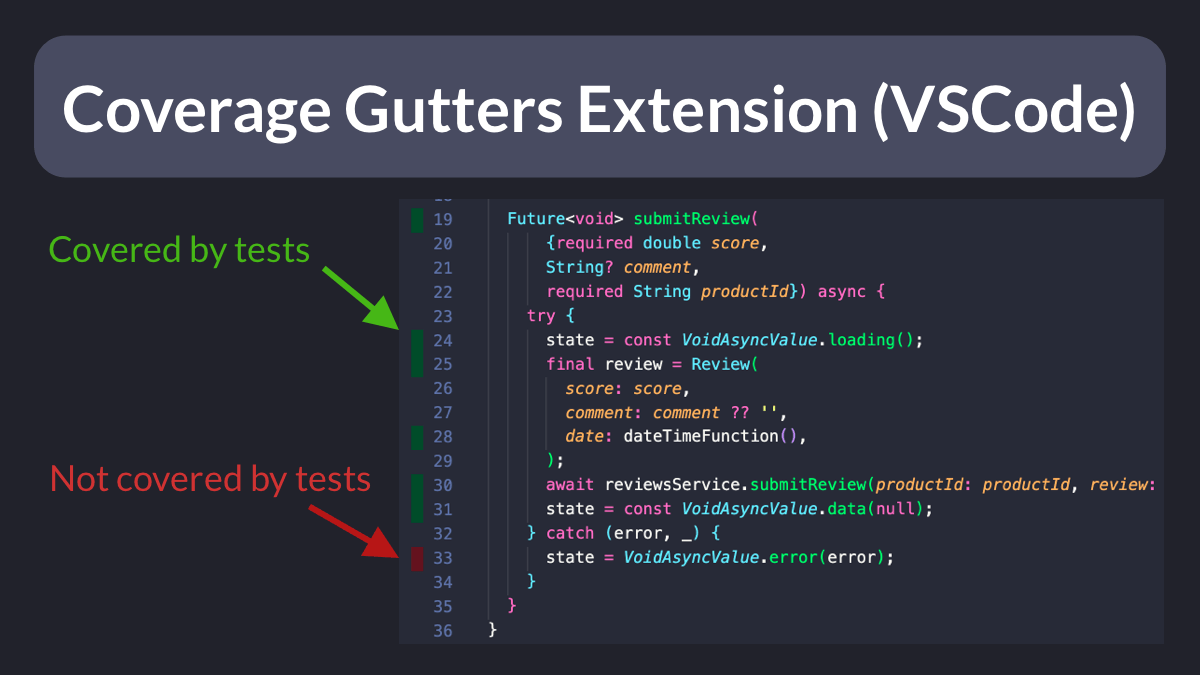 Coverage Gutters Extension (VSCode)
Covered by tests
Not covered by tests
19 Future<void> submitReview(
20 {required double score,
21 String? comment,
22 required String productId}) async {
23 try {
24 state = const VoidAsyncValue.loading();
25 final review = Review(
26 score: score,
27 comment: comment ?? '',
28 date: dateTimeFunction(),
29 );
30 await reviewsService.submitReview(productId: productId, review:
31 state = const VoidAsyncValue.data(null);
32 } catch (error, _) {
33 state = VoidAsyncValue.error(error);
34 }
35 }
36 }